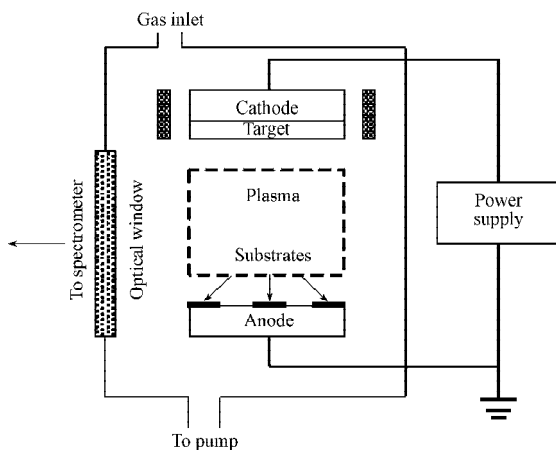 Gas inlet
Cathode
Target
Plasma
Power
supply
To spectrometer
Optical window
Substrates
Anode
To pump